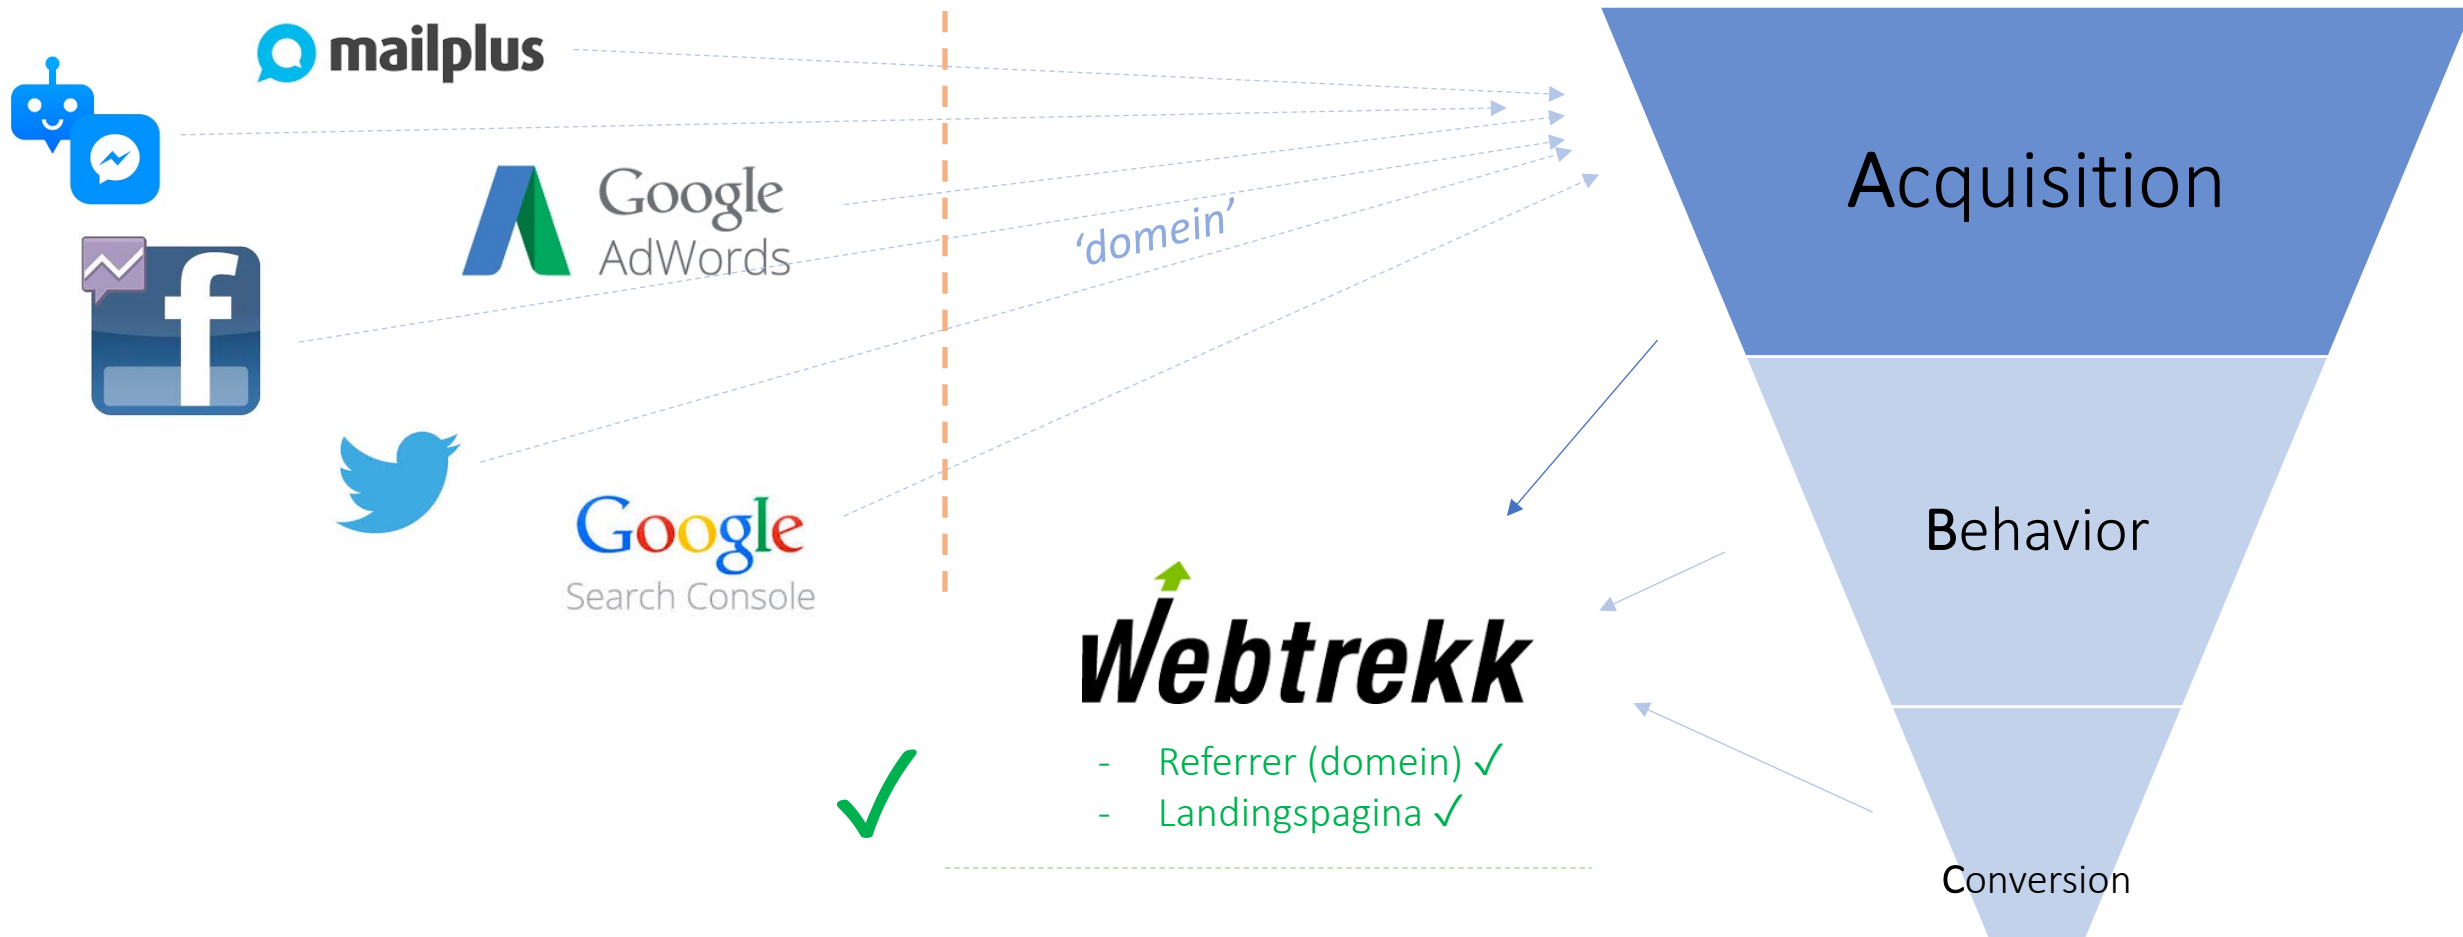 mailplus
Google
AdWords
'domein'
Google
Search Console
Webtrekk
- Referrer (domein) ✓
- Landingspagina ✓
Acquisition
Behavior
Conversion